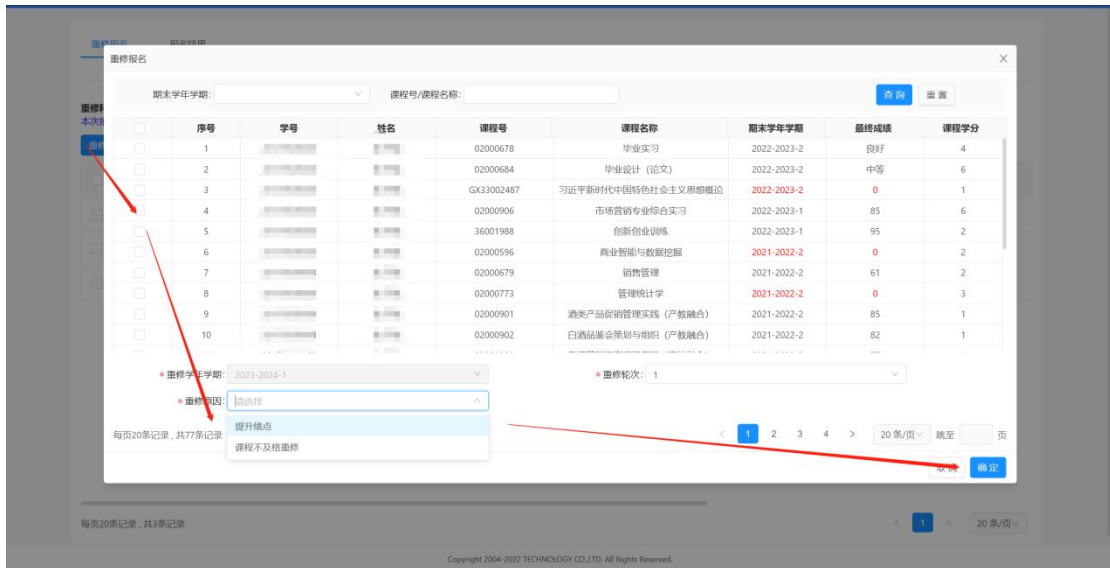 报名结果
重修报名
期末学年学期: 课程号/课程名称: 查询 重置
重修科
本次
序号 学号 姓名 课程号 课程名称 期末学年学期 最终成绩 课程学分
1 02000678 毕业实习 2022-2023-2 良好 4
2 02000684 毕业设计（论文） 2022-2023-2 中等 6
3 GX33002487 习近平新时代中国特色社会主义思想概论 2022-2023-2 0 1
4 02000906 市场营销专业综合实习 2022-2023-1 85 6
5 36001988 创新创业训练 2022-2023-1 95 2
6 02000596 商业智能与数据挖掘 2021-2022-2 0 2
7 02000679 销售管理 2021-2022-2 61 2
8 02000773 管理统计学 2021-2022-2 0 3
9 02000901 酒类产品促销管理实践（产教融合） 2021-2022-2 85 1
10 02000902 白酒品鉴会策划与组织（产教融合） 2021-2022-2 82 1
* 重修学年学期: 2023-2024-1 * 重修轮次: 1
* 重修原因: 请选择
提升绩点
课程不及格重修
每页20条记录 , 共77条记录 < 1 2 3 4 > 20 条/页 跳至 页
取消 确定
每页20条记录 , 共3条记录 < 1 > 20 条/页
Copyright 2004-2022 TECHNOLOGY CO.,LTD. All Rights Reserved.